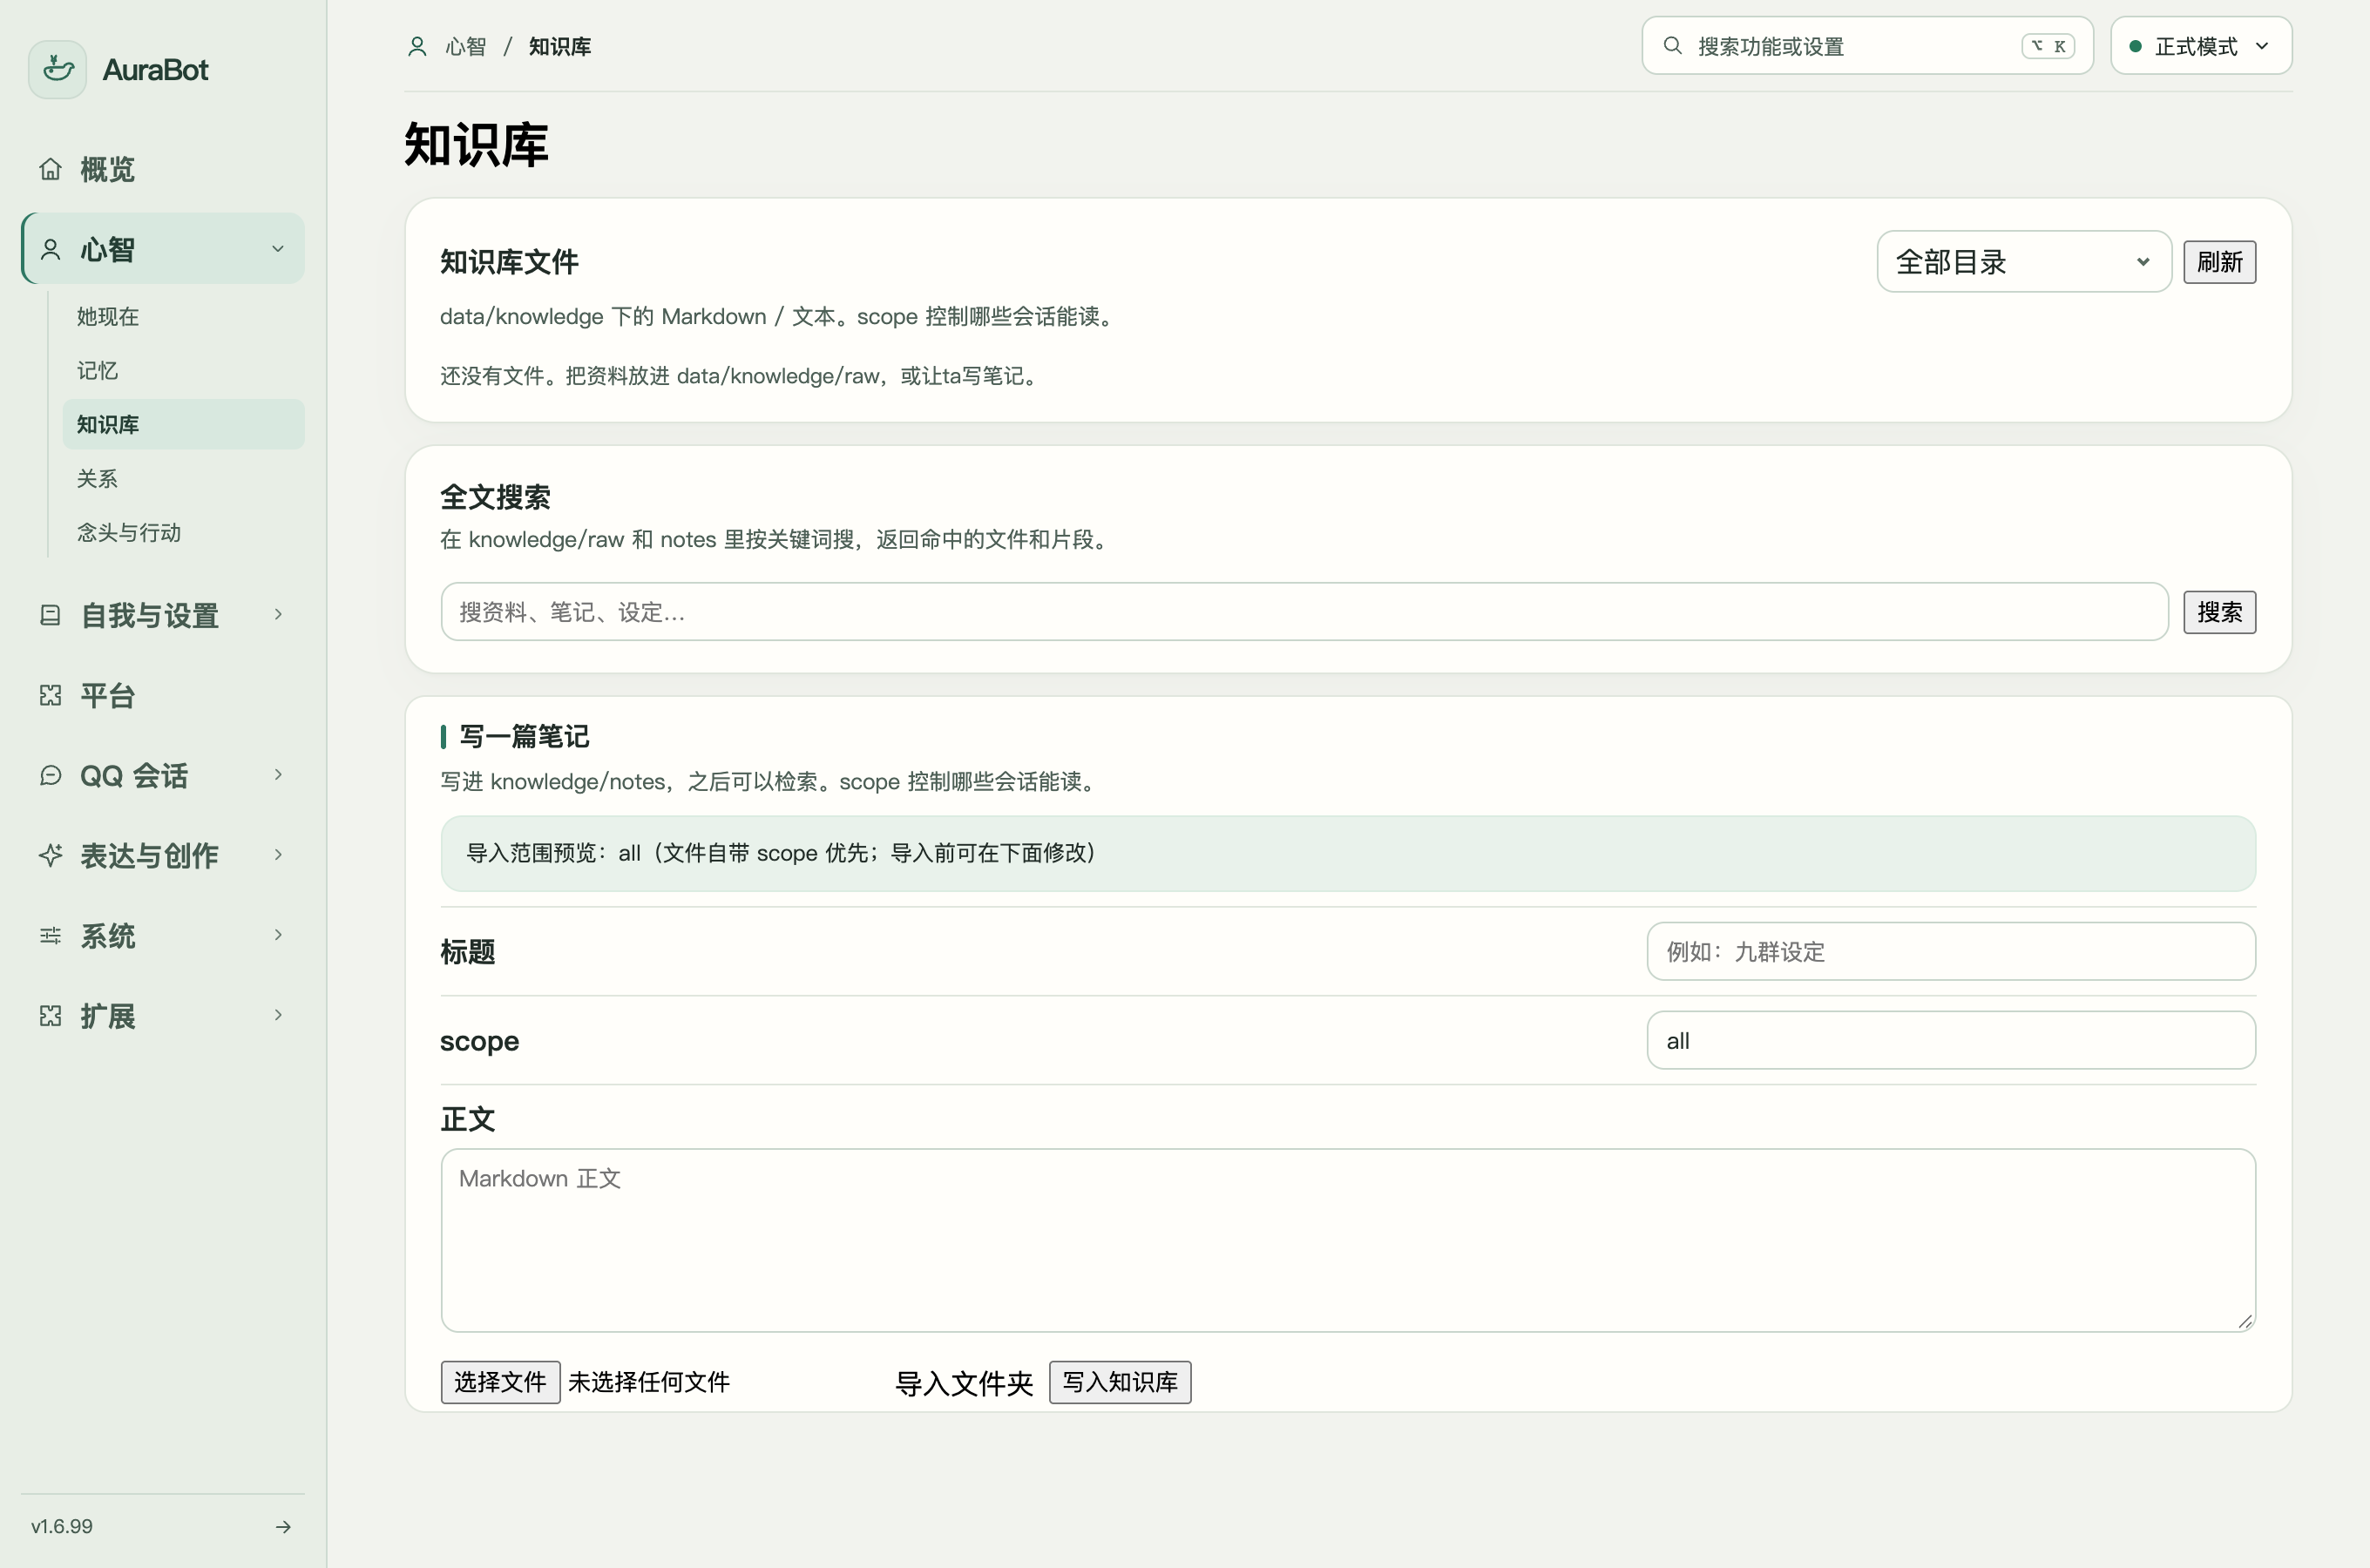 AuraBot
概览
心智
她现在
记忆
知识库
关系
念头与行动
自我与设置
平台
QQ 会话
表达与创作
系统
扩展
v1.6.99
心智 / 知识库
搜索功能或设置
⌥ K
正式模式
知识库
知识库文件
全部目录
刷新
data/knowledge 下的 Markdown / 文本。scope 控制哪些会话能读。
还没有文件。把资料放进 data/knowledge/raw，或让ta写笔记。
全文搜索
在 knowledge/raw 和 notes 里按关键词搜，返回命中的文件和片段。
搜资料、笔记、设定...
搜索
写一篇笔记
写进 knowledge/notes，之后可以检索。scope 控制哪些会话能读。
导入范围预览：all（文件自带 scope 优先；导入前可在下面修改）
标题
例如：九群设定
scope
all
正文
Markdown 正文
选择文件 未选择任何文件
导入文件夹
写入知识库